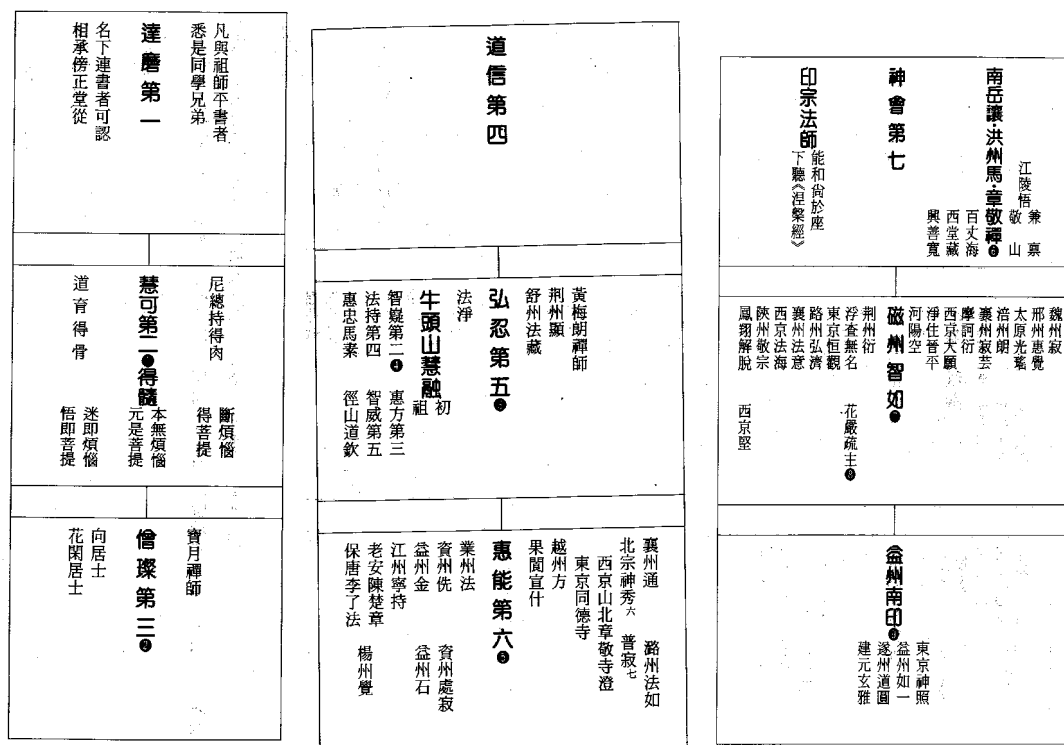 凡與祖師平書者
悉是同學兄弟
達磨第一
名下連書者可認
相承傍正堂從
尼總持得肉
斷煩惱
得菩提
慧可第二❶得髓
本無煩惱
元是菩提
道育得骨
迷即煩惱
悟即菩提
寶月禪師
僧璨第三❷
向居士
花閑居士
道信第四
黃梅朗禪師
荊州顯
舒州法藏
弘忍第五❸
法淨
牛頭山慧融
初
祖
智巖第二❹ 惠方第三
法持第四 智威第五
惠忠馬素 徑山道欽
襄州通 潞州法如
北宗神秀六 普寂七
西京山北章敬寺澄
東京同德寺
越州方
果閬宣什
惠能第六❺
業州法
資州侁 資州處寂
益州金 益州石
江州寧持
老安陳楚章
保唐李了法 楊州覺
江陵悟
兼稟
敬山
南岳讓·洪州馬·章敬禪❻
百丈海
西堂藏
興善寬
神會第七
印宗法師
能和尚於座
下聽《涅槃經》
魏州寂
邢州惠覺
太原光瑤
涪州朗
襄州寂芸
摩訶衍
西京大願
淨住晉平
河陽空
磁州智如❼
荊州衍
浮查無名 花嚴疏主❽
東京恒觀
路州弘濟
襄州法意
西京法海
陝州敬宗
鳳翔解脫 西京堅
益州南印❾
東京神照
益州如一
遂州道圓
建元玄雅